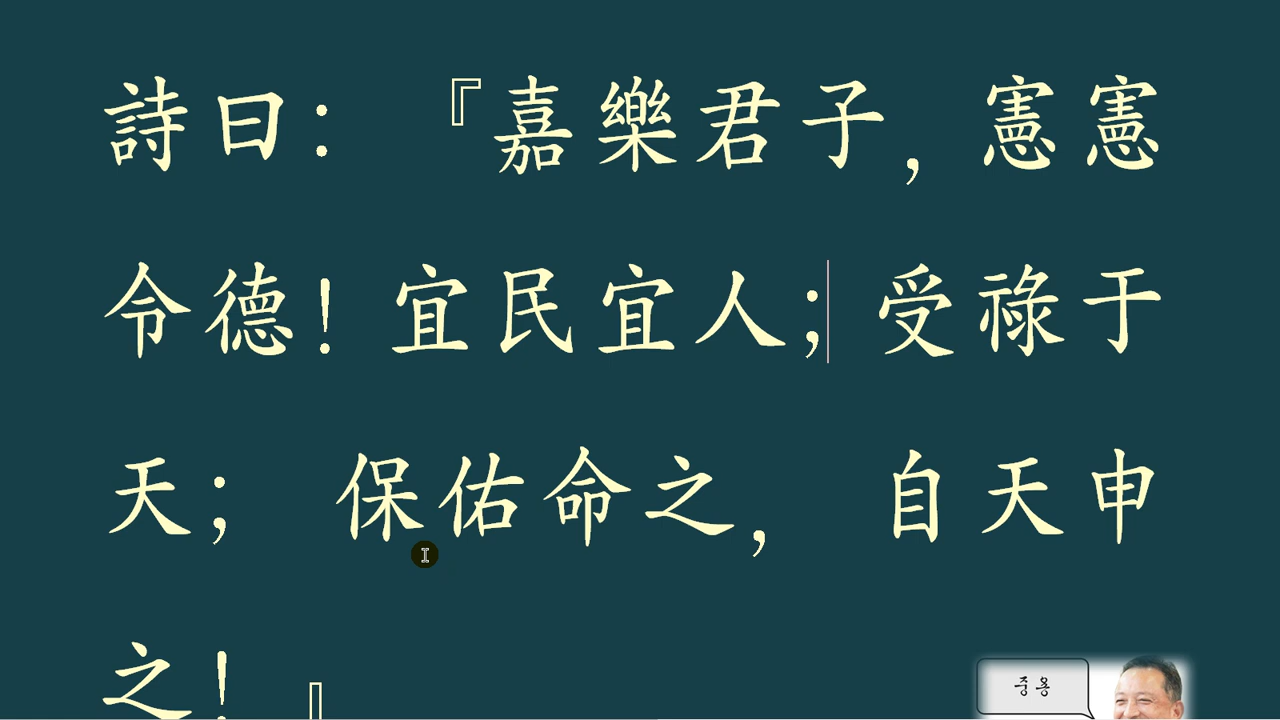 詩曰: 『嘉樂君子, 憲憲
令德! 宜民宜人; 受祿于
天; 保佑命之, 自天申
之! 』
중용